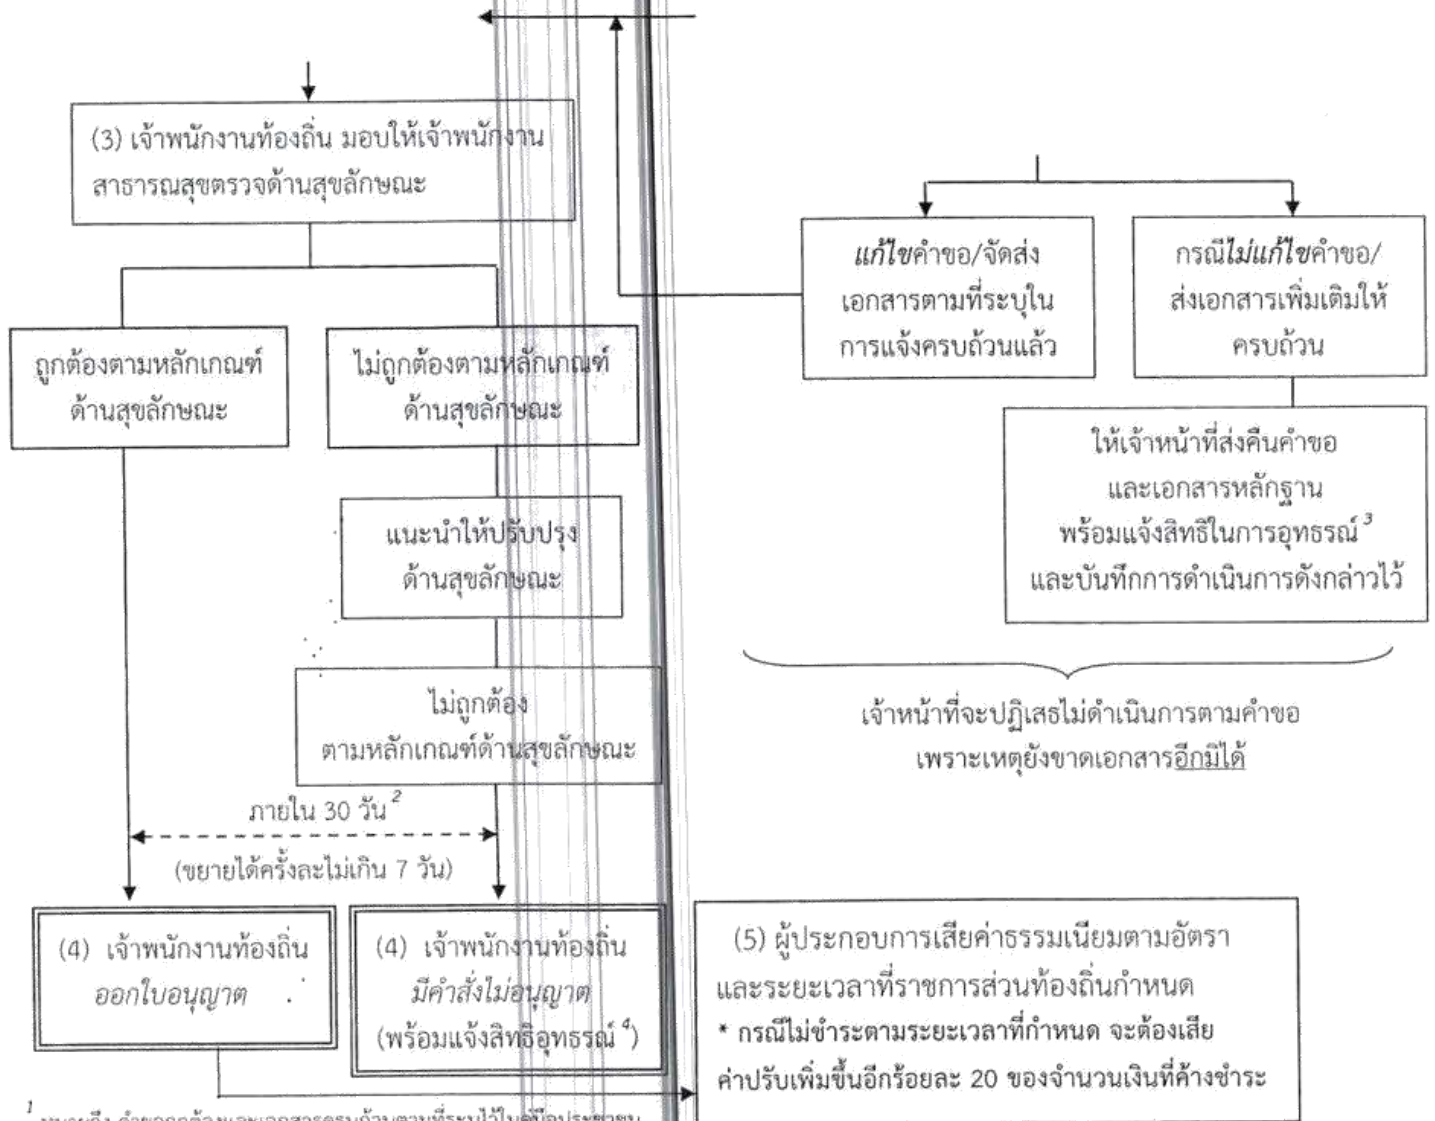 (3) เจ้าพนักงานท้องถิ่น มอบให้เจ้าพนักงาน
สาธารณสุขตรวจด้านสุขลักษณะ
แก้ไขคำขอ/จัดส่ง
เอกสารตามที่ระบุใน
การแจ้งครบถ้วนแล้ว
กรณีไม่แก้ไขคำขอ/
ส่งเอกสารเพิ่มเติมให้
ครบถ้วน
ถูกต้องตามหลักเกณฑ์
ด้านสุขลักษณะ
ไม่ถูกต้องตามหลักเกณฑ์
ด้านสุขลักษณะ
ให้เจ้าหน้าที่ส่งคืนคำขอ
และเอกสารหลักฐาน
พร้อมแจ้งสิทธิในการอุทธรณ์ 3
และบันทึกการดำเนินการดังกล่าวไว้
แนะนำให้ปรับปรุง
ด้านสุขลักษณะ
ไม่ถูกต้อง
ตามหลักเกณฑ์ด้านสุขลักษณะ
เจ้าหน้าที่จะปฏิเสธไม่ดำเนินการตามคำขอ
เพราะเหตุยังขาดเอกสารอีกมิได้
ภายใน 30 วัน 2
(ขยายได้ครั้งละไม่เกิน 7 วัน)
(4) เจ้าพนักงานท้องถิ่น
ออกใบอนุญาต
(4) เจ้าพนักงานท้องถิ่น
มีคำสั่งไม่อนุญาต
(พร้อมแจ้งสิทธิอุทธรณ์ 4)
(5) ผู้ประกอบการเสียค่าธรรมเนียมตามอัตรา
และระยะเวลาที่ราชการส่วนท้องถิ่นกำหนด
* กรณีไม่ชำระตามระยะเวลาที่กำหนด จะต้องเสีย
ค่าปรับเพิ่มขึ้นอีกร้อยละ 20 ของจำนวนเงินที่ค้างชำระ
1